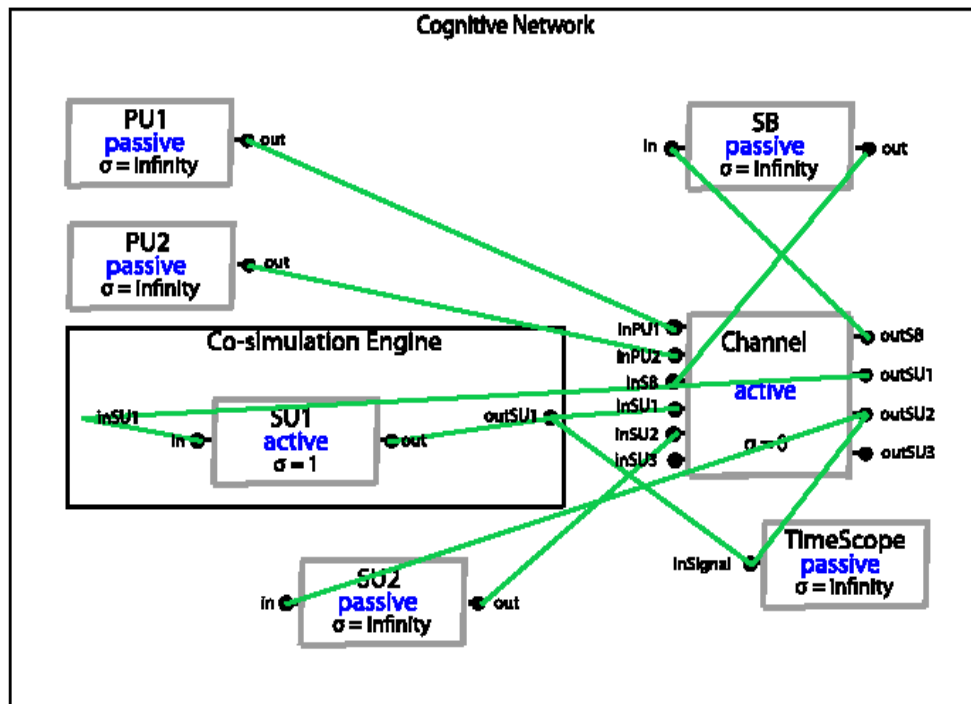 Cognitive Network
PU1
passive
σ = Infinity
out
SB
passive
σ = Infinity
in
out
PU2
passive
σ = Infinity
out
Co-simulation Engine
inSU1
SU1
active
σ = 1
in
out
outSU1
Channel
active
σ = 0
inPU1
inPU2
inSB
inSU1
inSU2
inSU3
outSB
outSU1
outSU2
outSU3
TimeScope
passive
σ = Infinity
inSignal
SU2
passive
σ = Infinity
in
out